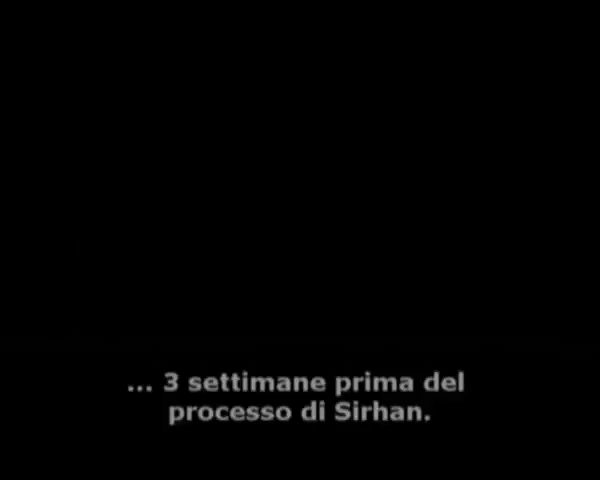 ... 3 settimane prima del
processo di Sirhan.